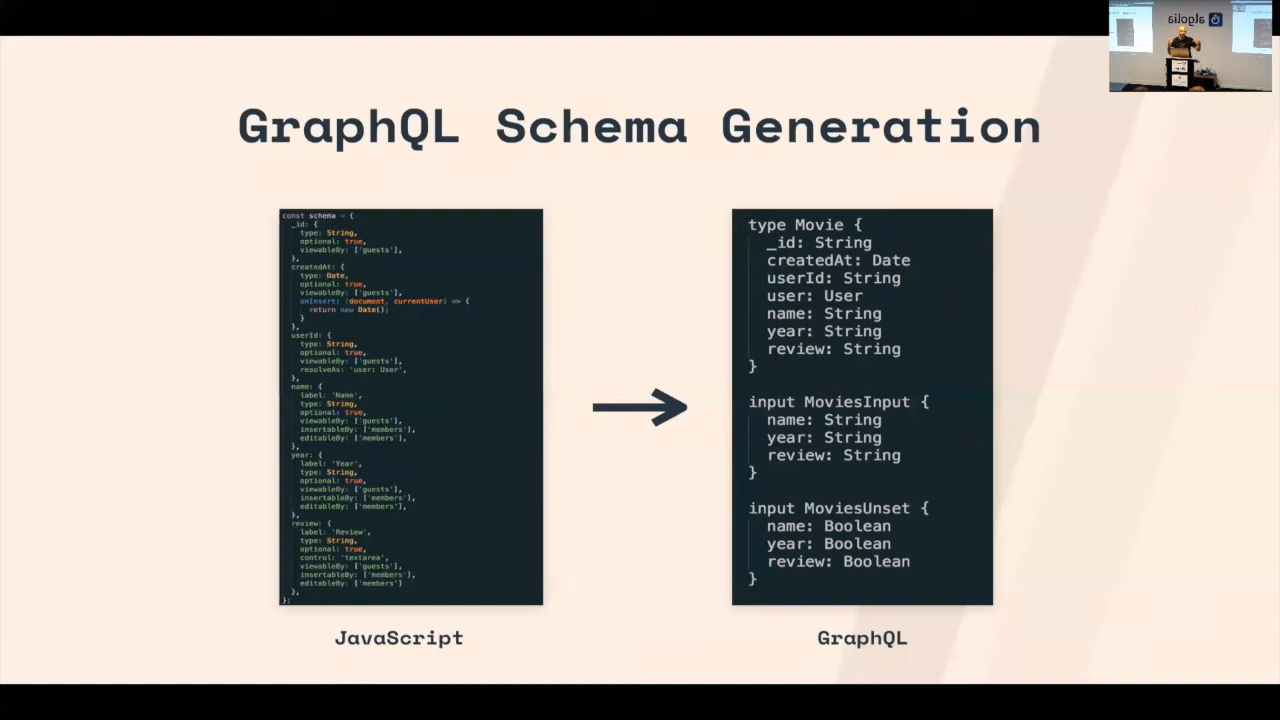 algolia
GraphQL Schema Generation
const schema = {
  _id: {
    type: String,
    optional: true,
    viewableBy: ['guests'],
  },
  createdAt: {
    type: Date,
    optional: true,
    viewableBy: ['guests'],
    onInsert: (document, currentUser) => {
      return new Date();
    }
  },
  userId: {
    type: String,
    optional: true,
    viewableBy: ['guests'],
    resolveAs: 'user: User',
  },
  name: {
    label: 'Name',
    type: String,
    optional: true,
    viewableBy: ['guests'],
    insertableBy: ['members'],
    editableBy: ['members'],
  },
  year: {
    label: 'Year',
    type: String,
    optional: true,
    viewableBy: ['guests'],
    insertableBy: ['members'],
    editableBy: ['members'],
  },
  review: {
    label: 'Review',
    type: String,
    optional: true,
    control: 'textarea',
    viewableBy: ['guests'],
    insertableBy: ['members'],
    editableBy: ['members']
  },
};
JavaScript
type Movie {
  _id: String
  createdAt: Date
  userId: String
  user: User
  name: String
  year: String
  review: String
}
input MoviesInput {
  name: String
  year: String
  review: String
}
input MoviesUnset {
  name: Boolean
  year: Boolean
  review: Boolean
}
GraphQL